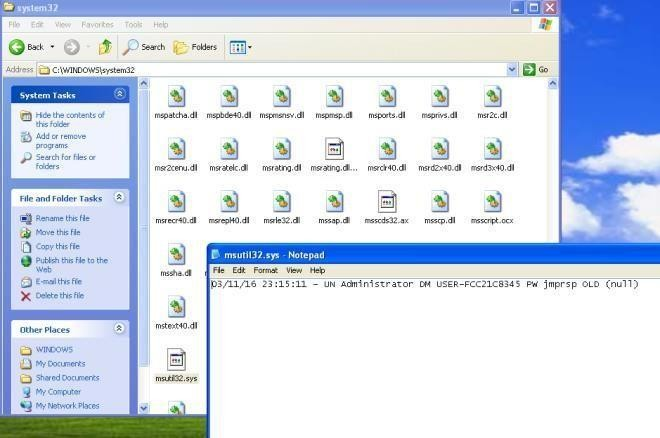 system32
File Edit View Favorites Tools Help
Back Search Folders
Address C:\WINDOWS\system32 Go
System Tasks
Hide the contents of
this folder
Add or remove
programs
Search for files or
folders
File and Folder Tasks
Rename this file
Move this file
Copy this file
Publish this file to the
Web
E-mail this file
Delete this file
Other Places
WINDOWS
My Documents
Shared Documents
My Computer
My Network Places
mspatcha.dll mspbde40.dll mspmsnsv.dll mspmsp.dll msports.dll msprivs.dll msr2c.dll
msr2cenu.dll msratelc.dll msrating.dll msrating.dll... msrclr40.dll msrd2x40.dll msrd3x40.dll
msrecr40.dll msrepl40.dll msrle32.dll mssap.dll msscds32.ax msscp.dll msscript.ocx
mssha.dll
mstext40.dll
msutil32.sys
msutil32.sys - Notepad
File Edit Format View Help
03/11/16 23:15:11 - UN Administrator DM USER-FCC21C8345 PW jmprsp OLD (null)